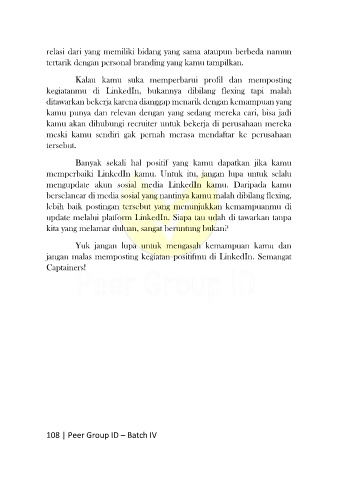 relasi dari yang memiliki bidang yang sama ataupun berbeda namun
tertarik dengan personal branding yang kamu tampilkan.
Kalau kamu suka memperbarui profil dan memposting
kegiatanmu di LinkedIn, bukannya dibilang flexing tapi malah
ditawarkan bekerja karena dianggap menarik dengan kemampuan yang
kamu punya dan relevan dengan yang sedang mereka cari, bisa jadi
kamu akan dihubungi recruiter untuk bekerja di perusahaan mereka
meski kamu sendiri gak pernah merasa mendaftar ke perusahaan
tersebut.
Banyak sekali hal positif yang kamu dapatkan jika kamu
memperbaiki LinkedIn kamu. Untuk itu, jangan lupa untuk selalu
mengupdate akun sosial media LinkedIn kamu. Daripada kamu
berselancar di media sosial yang nantinya kamu malah dibilang flexing,
lebih baik postingan tersebut yang menunjukkan kemampuanmu di
update melalui platform LinkedIn. Siapa tau udah di tawarkan tanpa
kita yang melamar duluan, sangat beruntung bukan?
Yuk jangan lupa untuk mengasah kemampuan kamu dan
jangan malas memposting kegiatan positifmu di LinkedIn. Semangat
Captainers!
Peer Group ID
108 | Peer Group ID – Batch IV